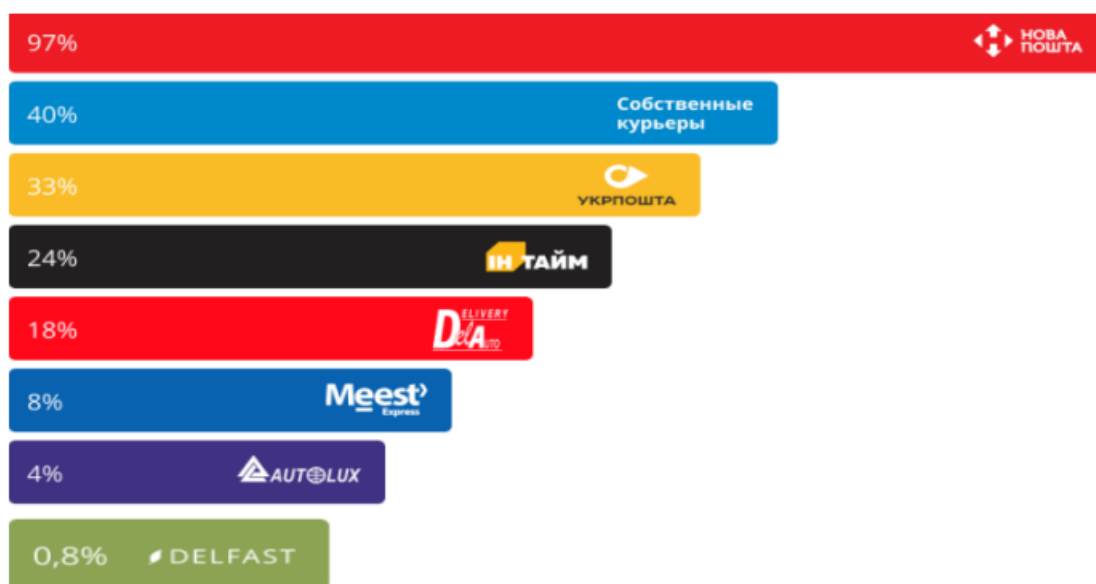 97%
НОВА
ПОШТА
40%
Собственные
курьеры
33%
УКРПОШТА
24%
ІН ТАЙМ
18%
DELIVERY
DelAUTO
8%
Meest
Express
4%
AUTOLUX
0,8%
DELFAST